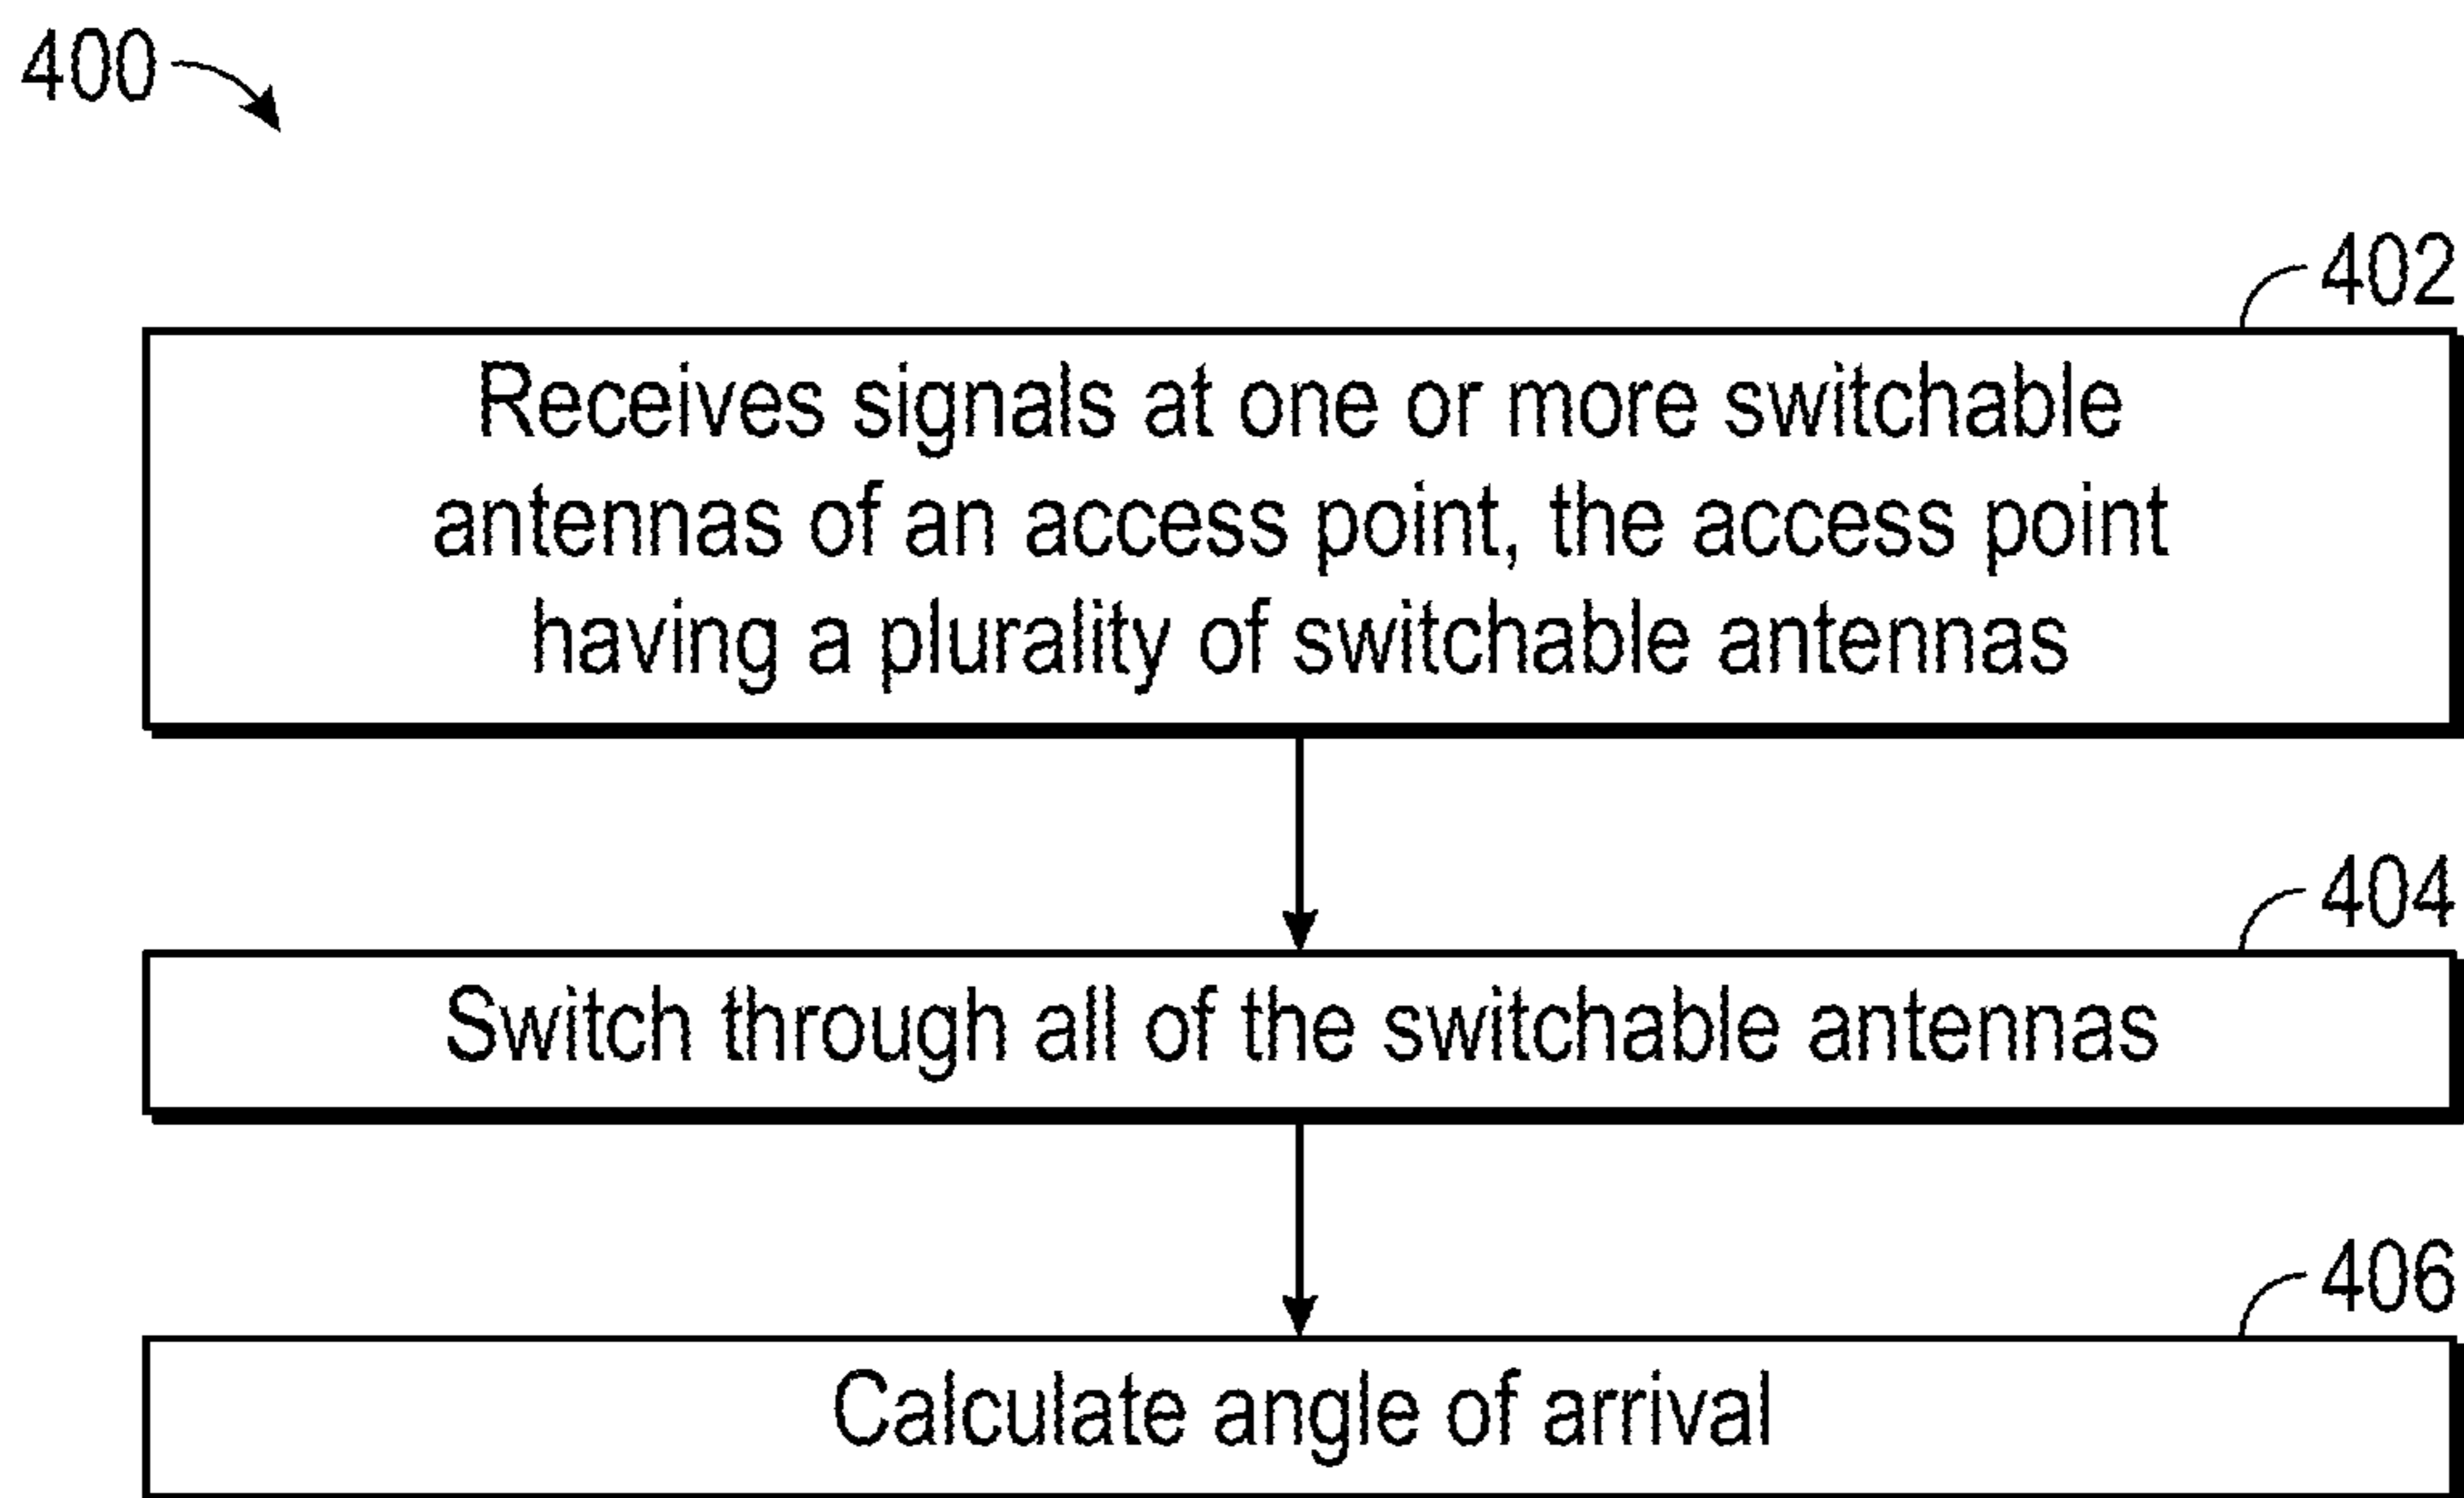 400
402
Receives signals at one or more switchable
antennas of an access point, the access point
having a plurality of switchable antennas
404
Switch through all of the switchable antennas
406
Calculate angle of arrival